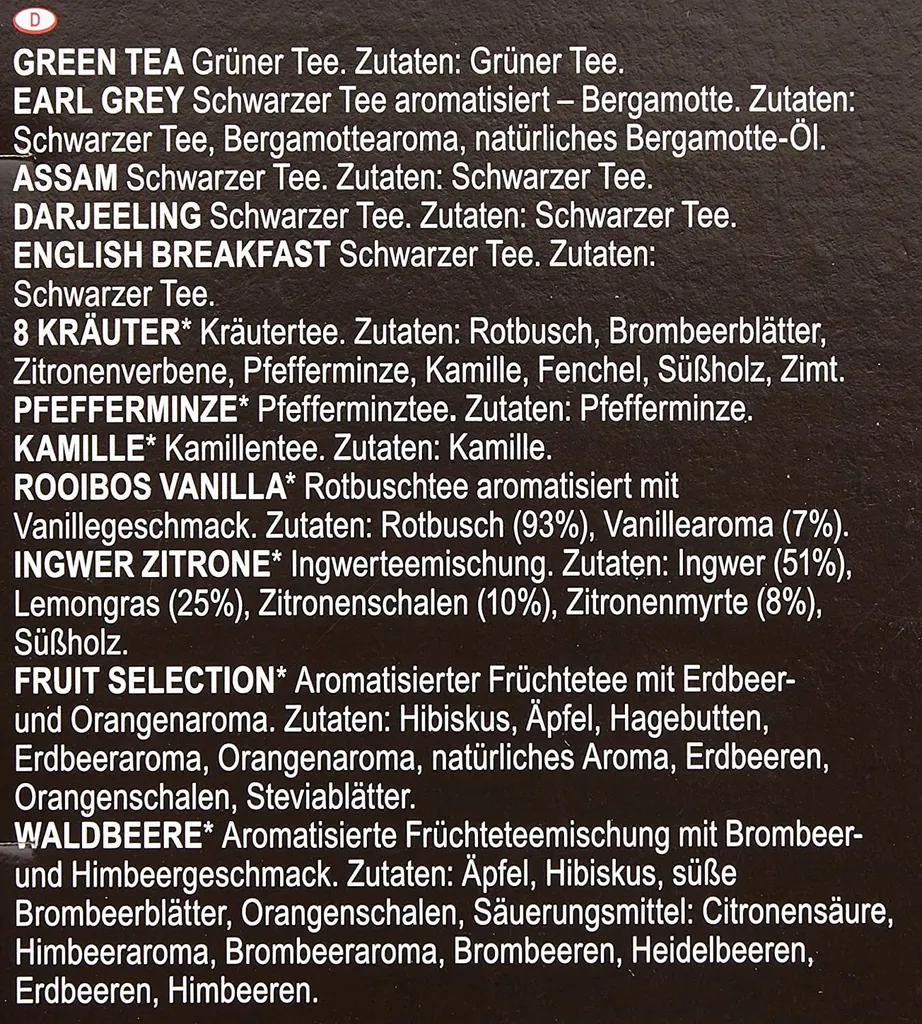 D
GREEN TEA Grüner Tee. Zutaten: Grüner Tee.
EARL GREY Schwarzer Tee aromatisiert – Bergamotte. Zutaten:
Schwarzer Tee, Bergamottearoma, natürliches Bergamotte-Öl.
ASSAM Schwarzer Tee. Zutaten: Schwarzer Tee.
DARJEELING Schwarzer Tee. Zutaten: Schwarzer Tee.
ENGLISH BREAKFAST Schwarzer Tee. Zutaten:
Schwarzer Tee.
8 KRÄUTER* Kräutertee. Zutaten: Rotbusch, Brombeerblätter,
Zitronenverbene, Pfefferminze, Kamille, Fenchel, Süßholz, Zimt.
PFEFFERMINZE* Pfefferminztee. Zutaten: Pfefferminze.
KAMILLE* Kamillentee. Zutaten: Kamille.
ROOIBOS VANILLA* Rotbuschtee aromatisiert mit
Vanillegeschmack. Zutaten: Rotbusch (93%), Vanillearoma (7%).
INGWER ZITRONE* Ingwerteemischung. Zutaten: Ingwer (51%),
Lemongras (25%), Zitronenschalen (10%), Zitronenmyrte (8%),
Süßholz.
FRUIT SELECTION* Aromatisierter Früchtetee mit Erdbeer-
und Orangenaroma. Zutaten: Hibiskus, Äpfel, Hagebutten,
Erdbeeraroma, Orangenaroma, natürliches Aroma, Erdbeeren,
Orangenschalen, Steviablätter.
WALDBEERE* Aromatisierte Früchteteemischung mit Brombeer-
und Himbeergeschmack. Zutaten: Äpfel, Hibiskus, süße
Brombeerblätter, Orangenschalen, Säuerungsmittel: Citronensäure,
Himbeeraroma, Brombeeraroma, Brombeeren, Heidelbeeren,
Erdbeeren, Himbeeren.